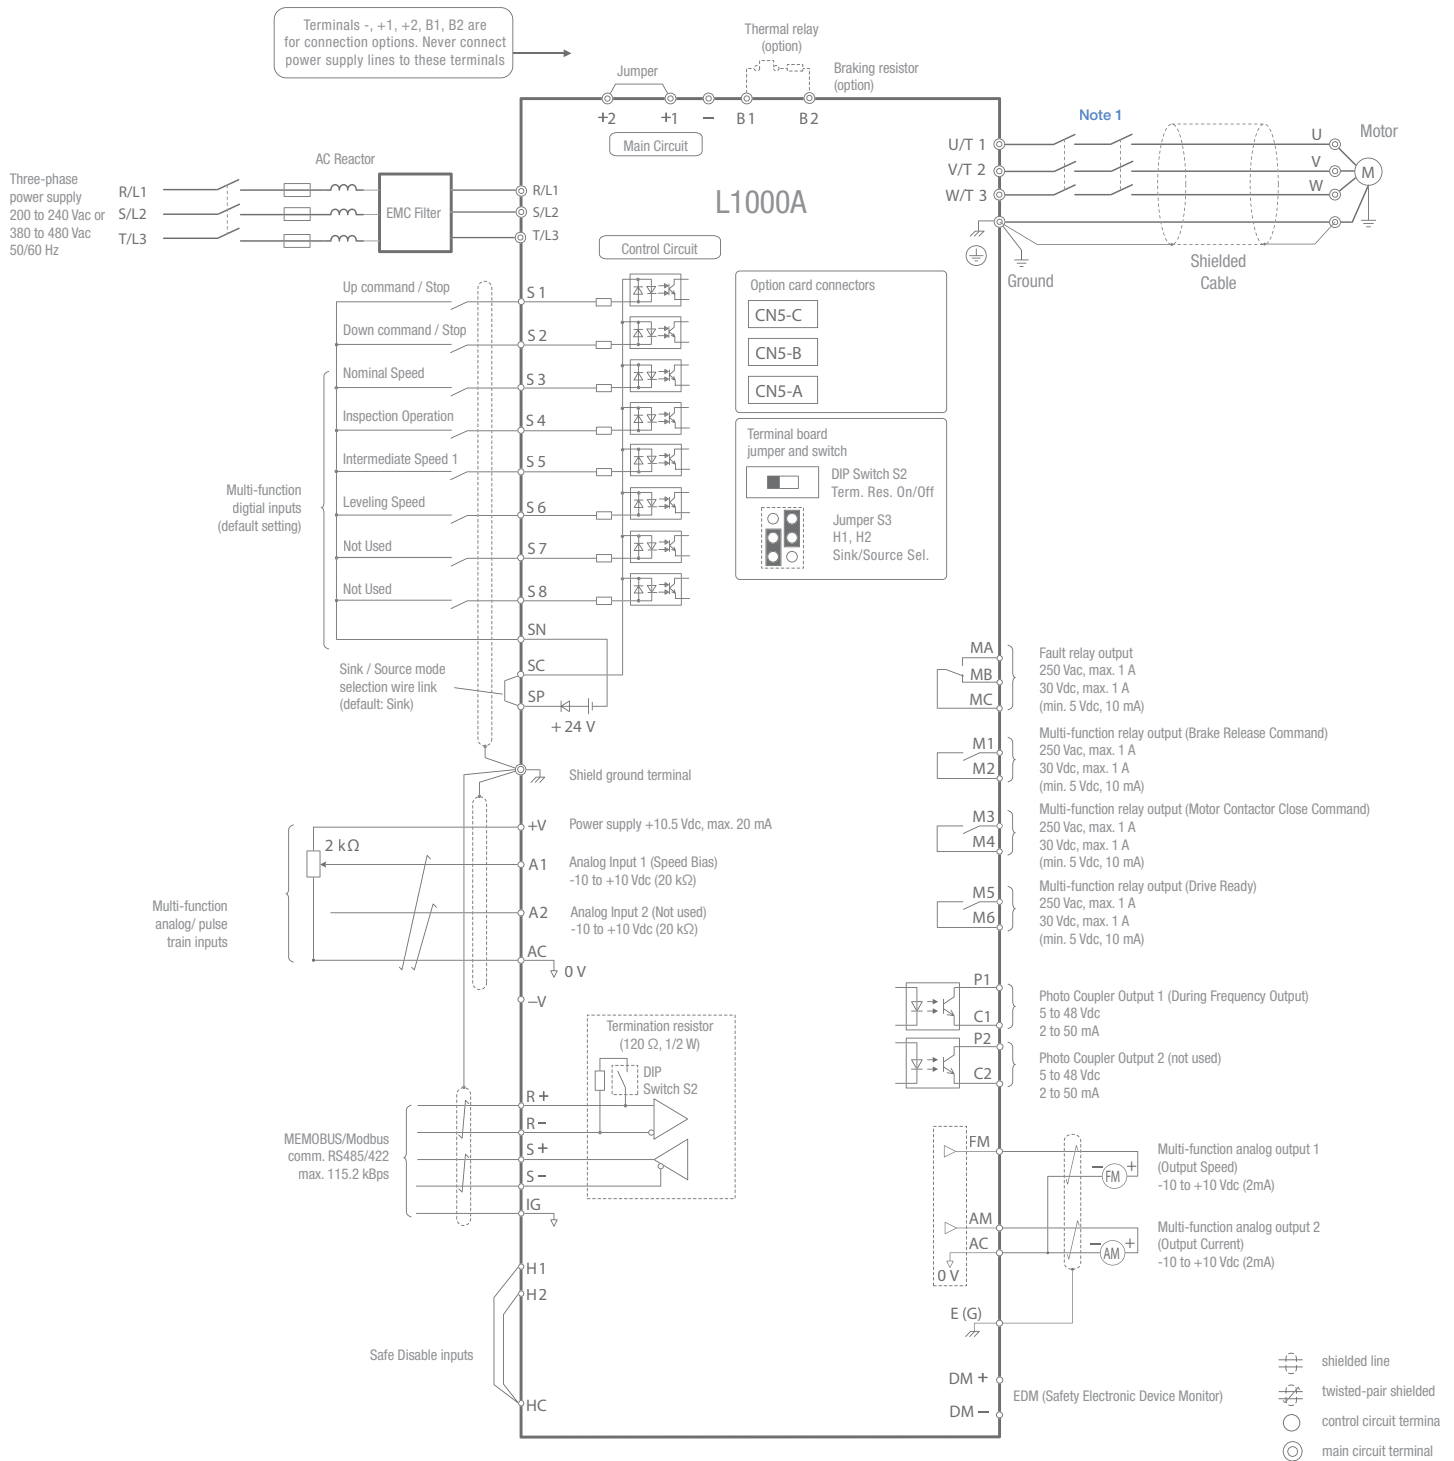 Terminals -, +1, +2, B1, B2 are
for connection options. Never connect
power supply lines to these terminals
Thermal relay
(option)
Braking resistor
(option)
Jumper
+2
+1
−
B1
B2
Main Circuit
Note 1
U/T 1
V/T 2
W/T 3
U
V
W
Motor
M
AC Reactor
Three-phase
power supply
200 to 240 Vac or
380 to 480 Vac
50/60 Hz
R/L1
S/L2
T/L3
EMC Filter
R/L1
S/L2
T/L3
L1000A
Ground
Shielded
Cable
Control Circuit
Up command / Stop
S 1
Down command / Stop
S 2
Nominal Speed
S 3
Inspection Operation
S 4
Intermediate Speed 1
S 5
Leveling Speed
S 6
Not Used
S 7
Not Used
S 8
Multi-function
digtial inputs
(default setting)
SN
SC
SP
+ 24 V
Sink / Source mode
selection wire link
(default: Sink)
Option card connectors
CN5-C
CN5-B
CN5-A
Terminal board
jumper and switch
DIP Switch S2
Term. Res. On/Off
Jumper S3
H1, H2
Sink/Source Sel.
MA
MB
MC
Fault relay output
250 Vac, max. 1 A
30 Vdc, max. 1 A
(min. 5 Vdc, 10 mA)
M1
M2
Multi-function relay output (Brake Release Command)
250 Vac, max. 1 A
30 Vdc, max. 1 A
(min. 5 Vdc, 10 mA)
M3
M4
Multi-function relay output (Motor Contactor Close Command)
250 Vac, max. 1 A
30 Vdc, max. 1 A
(min. 5 Vdc, 10 mA)
M5
M6
Multi-function relay output (Drive Ready)
250 Vac, max. 1 A
30 Vdc, max. 1 A
(min. 5 Vdc, 10 mA)
Shield ground terminal
+V
Power supply +10.5 Vdc, max. 20 mA
2 kΩ
A1
Analog Input 1 (Speed Bias)
-10 to +10 Vdc (20 kΩ)
A2
Analog Input 2 (Not used)
-10 to +10 Vdc (20 kΩ)
AC
0 V
−V
Multi-function
analog/ pulse
train inputs
P1
C1
Photo Coupler Output 1 (During Frequency Output)
5 to 48 Vdc
2 to 50 mA
P2
C2
Photo Coupler Output 2 (not used)
5 to 48 Vdc
2 to 50 mA
Termination resistor
(120 Ω, 1/2 W)
DIP
Switch S2
R +
R −
S +
S −
IG
MEMOBUS/Modbus
comm. RS485/422
max. 115.2 kBps
FM
− +
FM
Multi-function analog output 1
(Output Speed)
-10 to +10 Vdc (2mA)
AM
AC
0 V
− +
AM
Multi-function analog output 2
(Output Current)
-10 to +10 Vdc (2mA)
E (G)
H1
H2
Safe Disable inputs
HC
DM +
DM −
EDM (Safety Electronic Device Monitor)
shielded line
twisted-pair shielded
control circuit termina
main circuit terminal